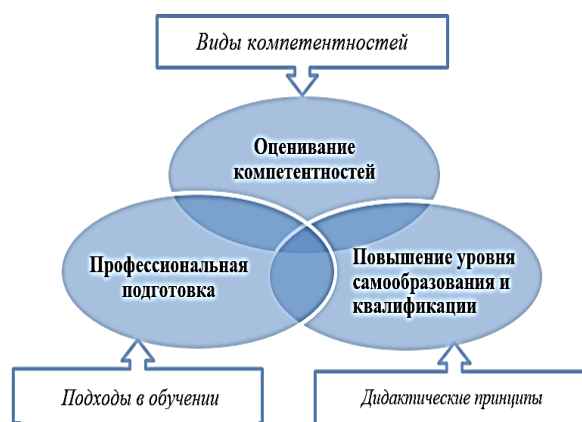 Виды компетентностей
Оценивание
компетентностей
Профессиональная
подготовка
Повышение уровня
самообразования и
квалификации
Подходы в обучении
Дидактические принципы